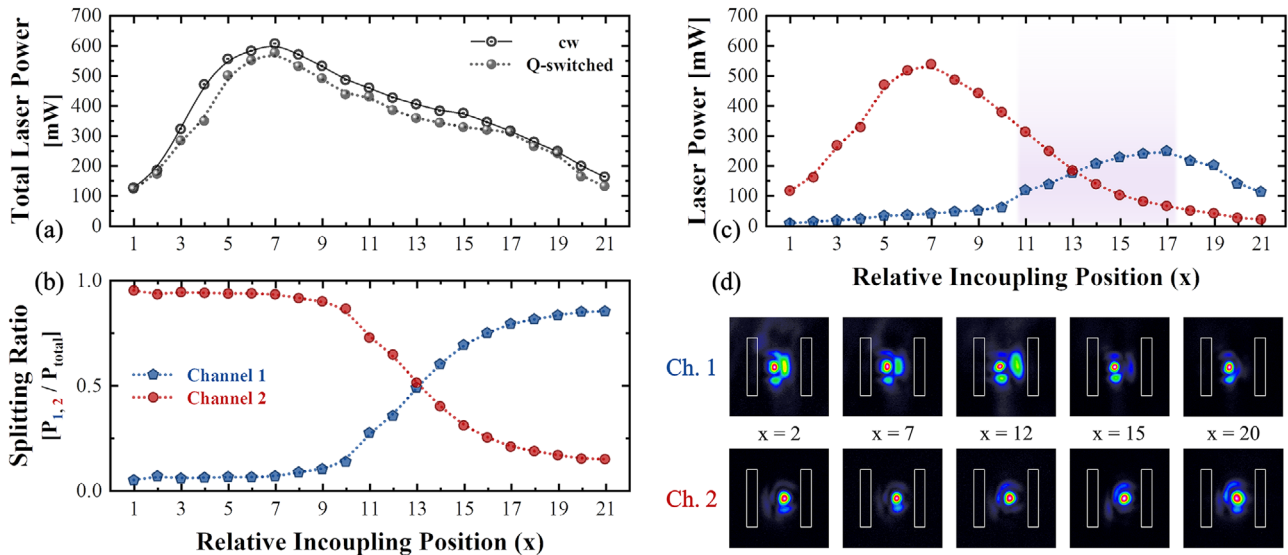 Total Laser Power
[mW]
700
600
500
400
300
200
100
0
cw
Q-switched
(a)
1 3 5 7 9 11 13 15 17 19 21
Laser Power [mW]
700
600
500
400
300
200
100
0
(c)
1 3 5 7 9 11 13 15 17 19 21
Relative Incoupling Position (x)
(b)
Splitting Ratio
[P1, 2 / Ptotal]
1.0
0.5
0.0
Channel 1
Channel 2
1 3 5 7 9 11 13 15 17 19 21
Relative Incoupling Position (x)
(d)
Ch. 1
x = 2 x = 7 x = 12 x = 15 x = 20
Ch. 2